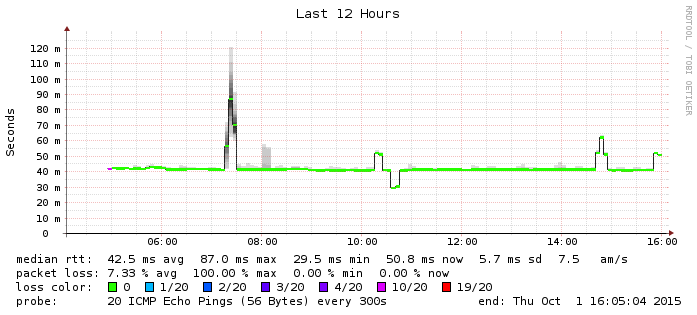 Last 12 Hours
RRDTOOL / TOBI OETIKER
Seconds
120 m
110 m
100 m
90 m
80 m
70 m
60 m
50 m
40 m
30 m
20 m
10 m
0
06:00 08:00 10:00 12:00 14:00 16:00
median rtt: 42.5 ms avg 87.0 ms max 29.5 ms min 50.8 ms now 5.7 ms sd 7.5 am/s
packet loss: 7.33 % avg 100.00 % max 0.00 % min 0.00 % now
loss color: 0 1/20 2/20 3/20 4/20 10/20 19/20
probe: 20 ICMP Echo Pings (56 Bytes) every 300s end: Thu Oct 1 16:05:04 2015